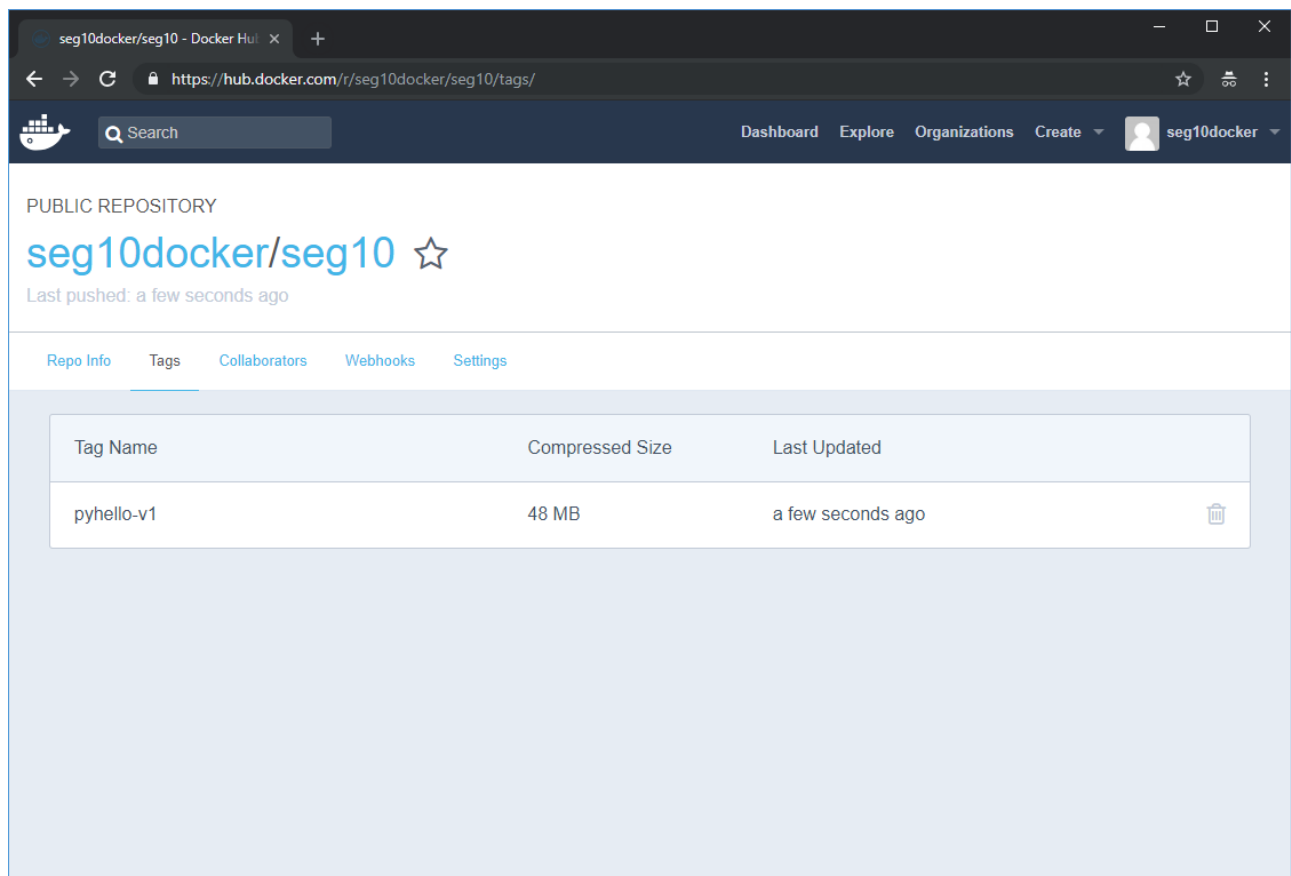 seg10docker/seg10 - Docker Hu
https://hub.docker.com/r/seg10docker/seg10/tags/
Search
Dashboard Explore Organizations Create seg10docker
PUBLIC REPOSITORY
seg10docker/seg10
Last pushed: a few seconds ago
Repo Info Tags Collaborators Webhooks Settings
Tag Name Compressed Size Last Updated
pyhello-v1 48 MB a few seconds ago